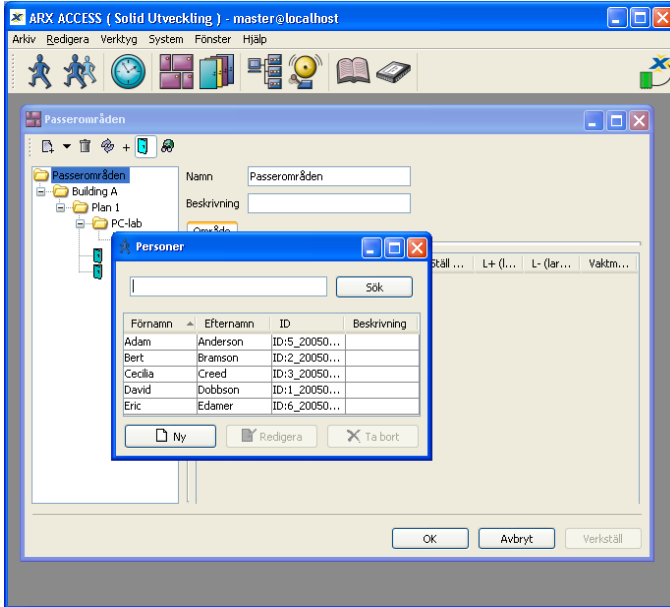 ARX ACCESS ( Solid Utveckling ) - master@localhost
Arkiv Redigera Verktyg System Fönster Hjälp
Passerområden
Passerområden
Namn Passerområden
Building A
Beskrivning
Plan 1
PC-lab
Område
Personer
Ställ ... L+ (l... L- (lar... Vaktm...
Sök
Förnamn Efternamn ID Beskrivning
Adam Anderson ID:5_20050...
Bert Bramson ID:2_20050...
Cecilia Creed ID:3_20050...
David Dobbson ID:1_20050...
Eric Edamer ID:6_20050...
Ny Redigera Ta bort
OK Avbryt Verkställ